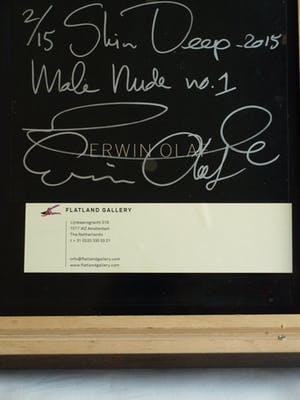 2/15 Skin Deep - 2015
Male Nude no. 1
ERWIN OLAF
Erwin Olaf
FLATLAND GALLERY
Lijnbaansgracht 318
1017 WZ Amsterdam
The Netherlands
info@flatlandgallery.com
www.flatlandgallery.com